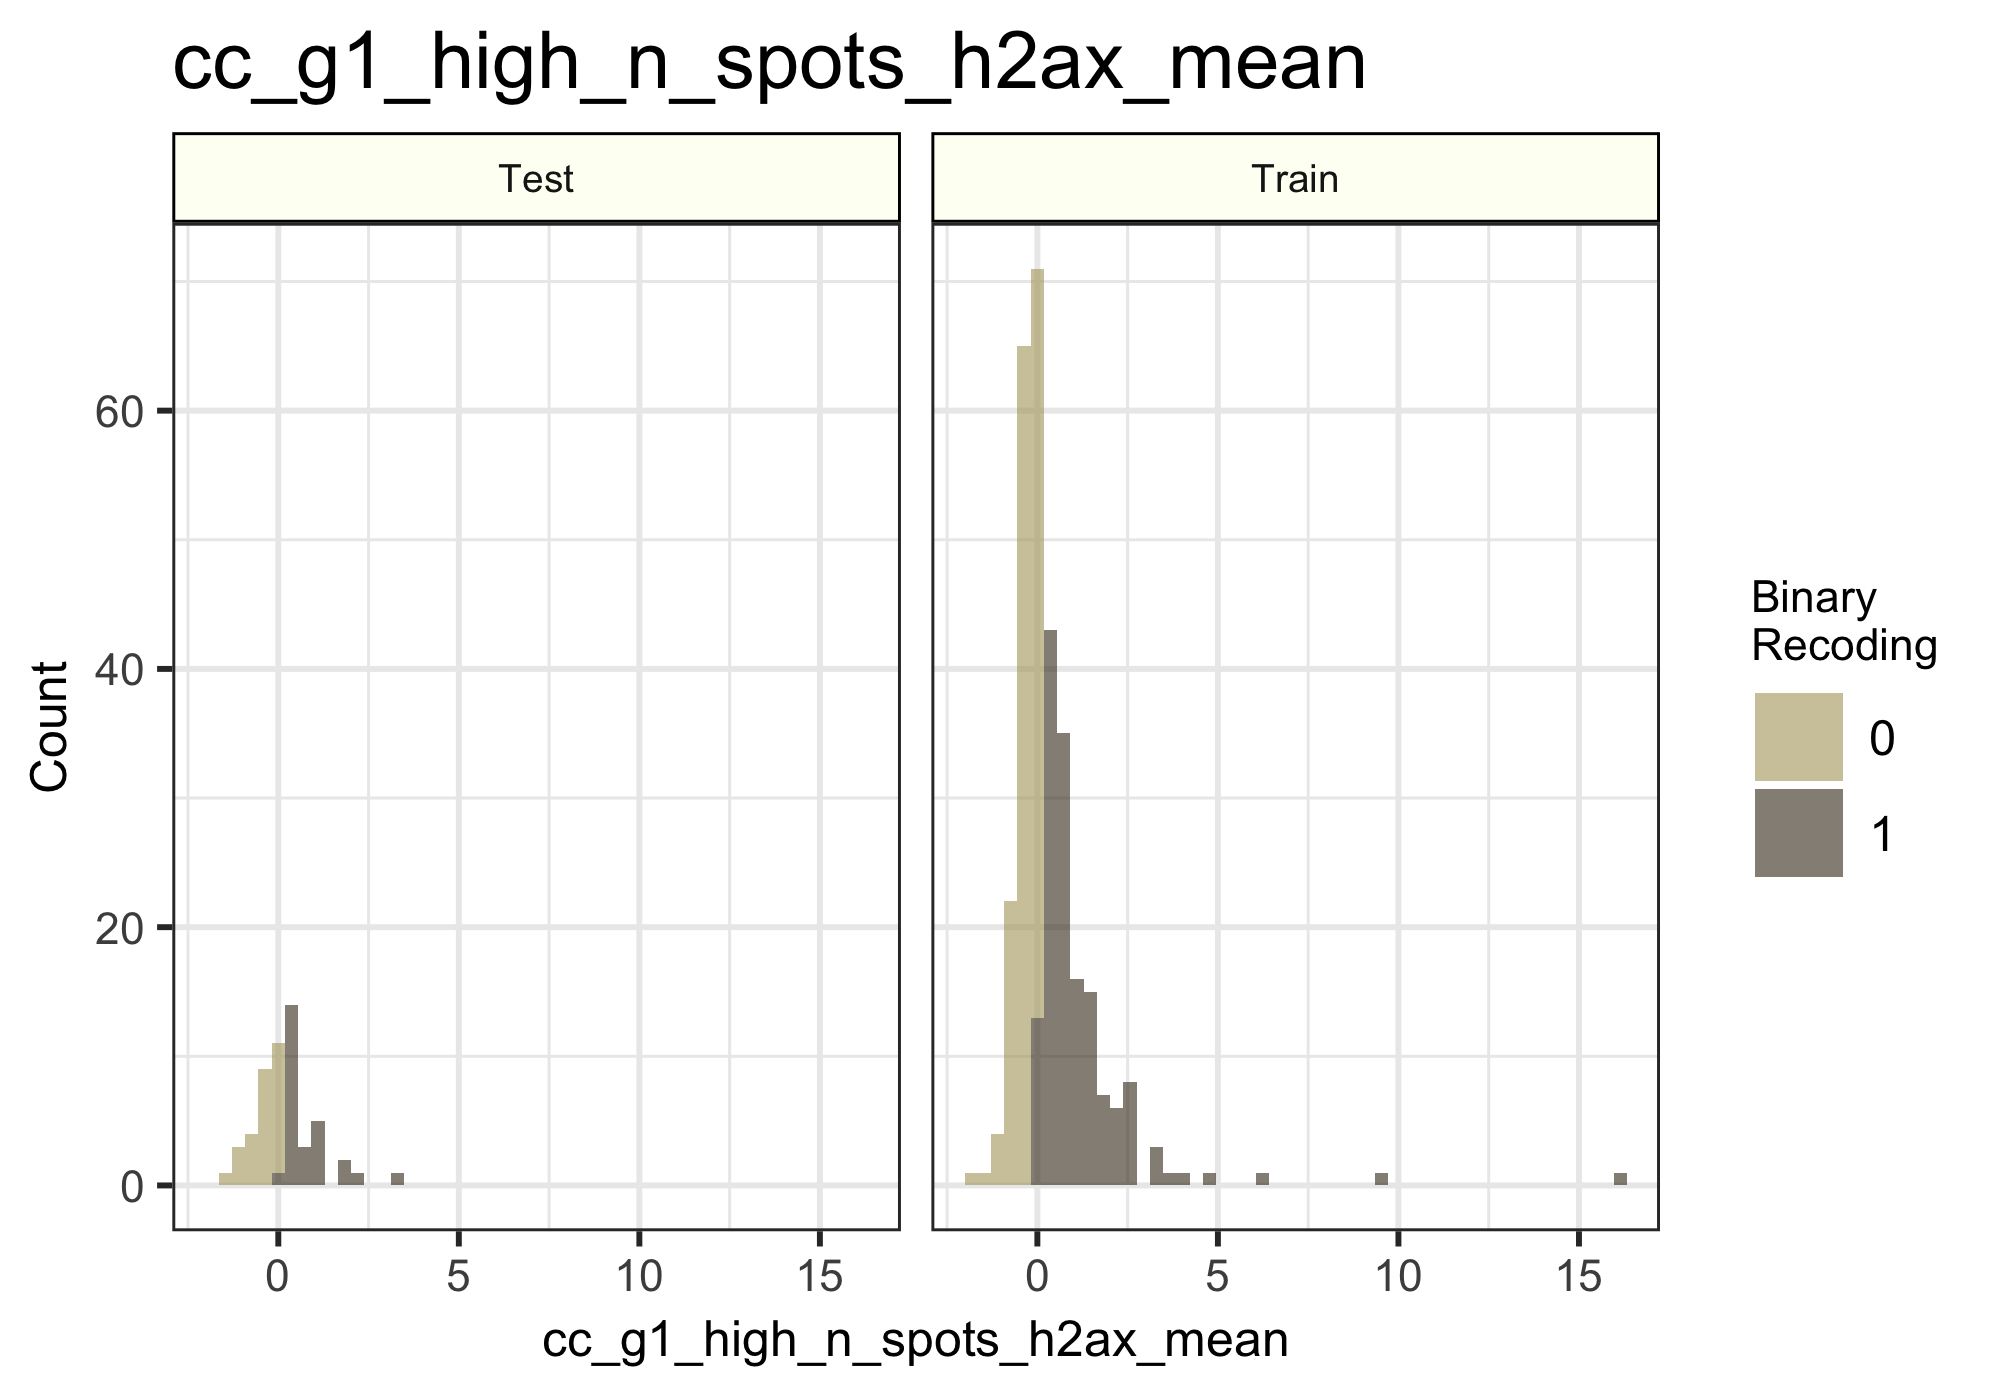 cc_g1_high_n_spots_h2ax_mean
Test
Train
60
40
20
0
Count
0 5 10 15
0 5 10 15
cc_g1_high_n_spots_h2ax_mean
Binary
Recoding
0
1